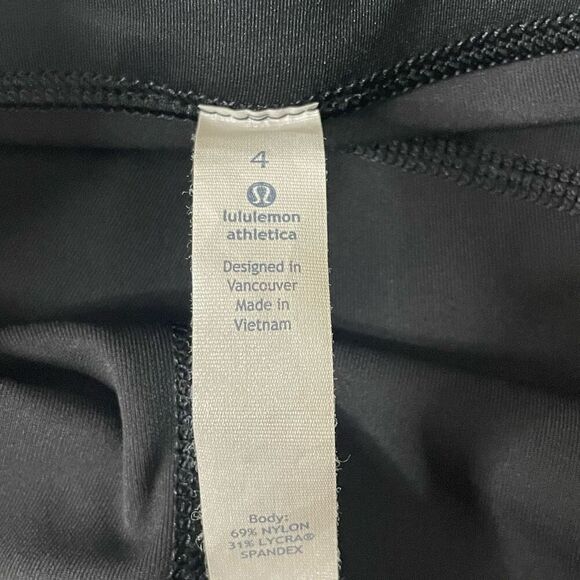 4
lululemon
athletica
Designed in
Vancouver
Made in
Vietnam
Body:
69% NYLON
31% LYCRA®
SPANDEX